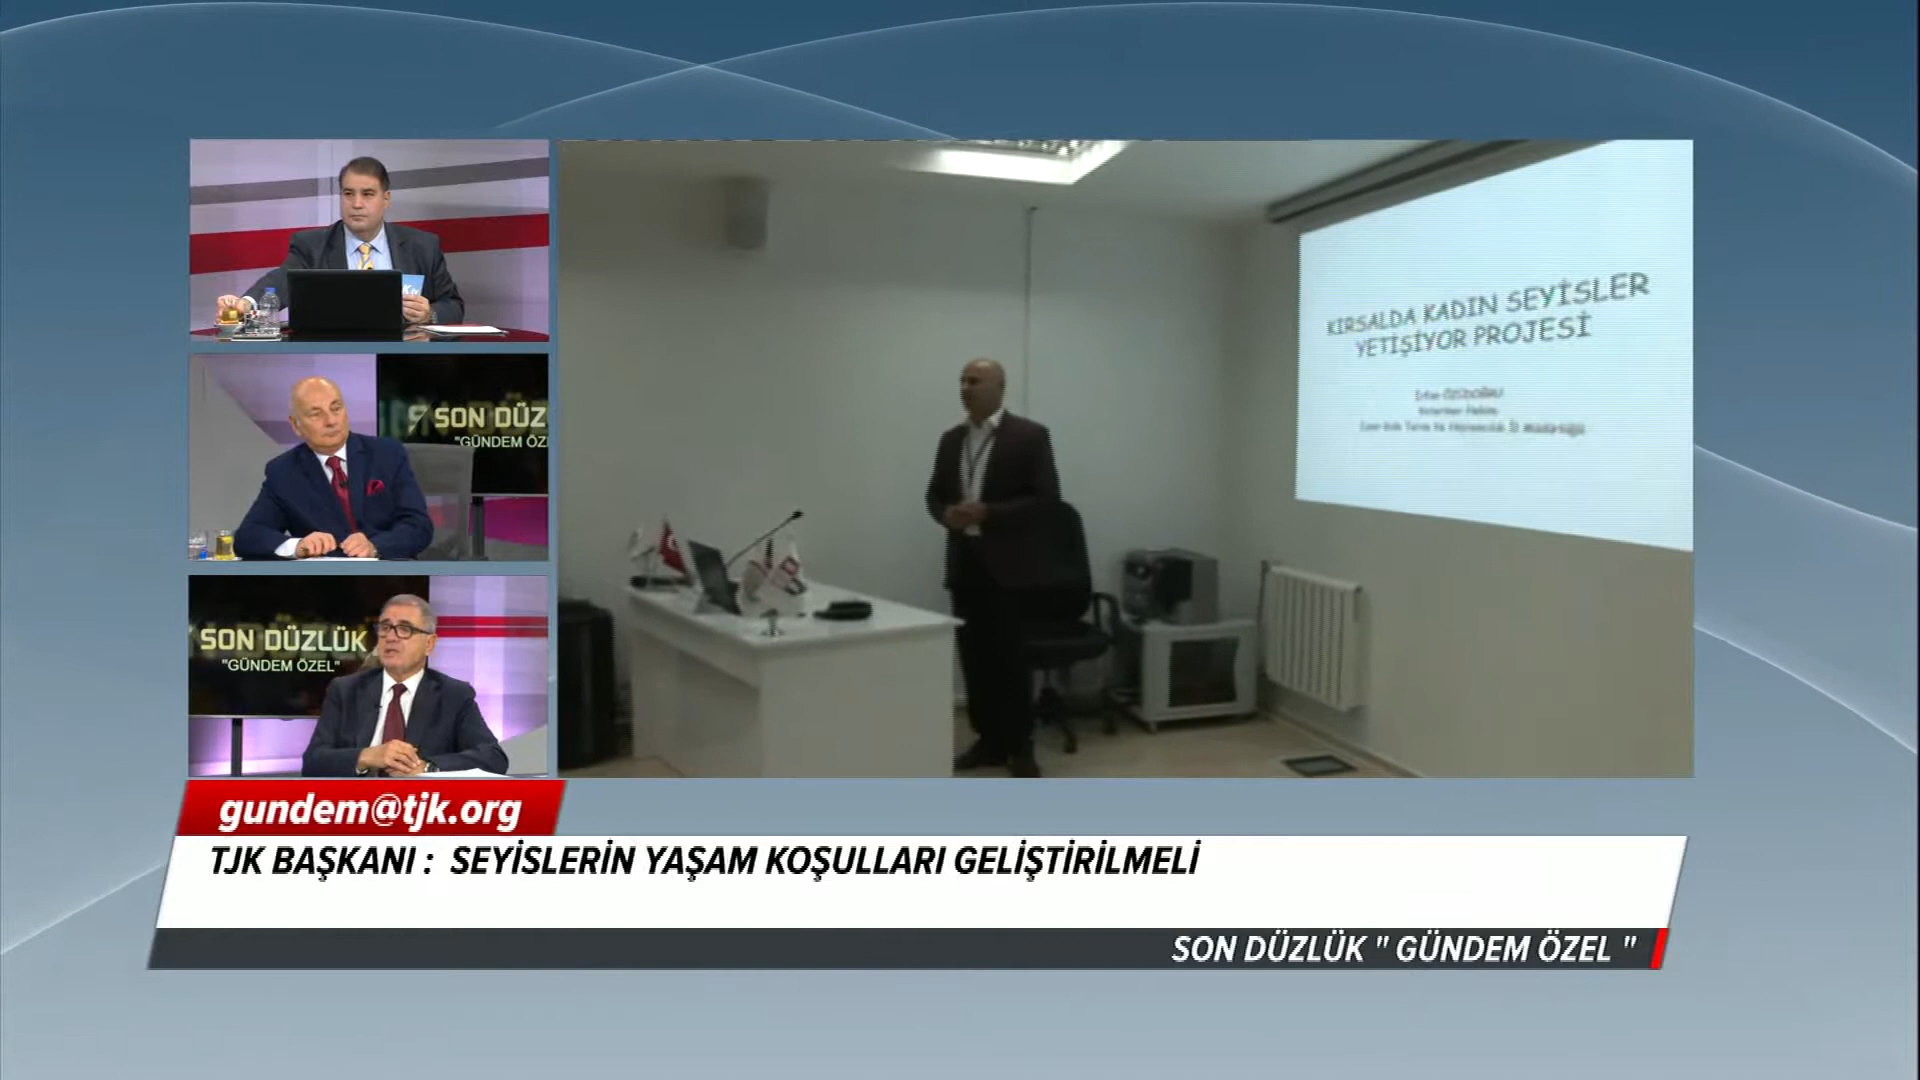 SON DÜZ
"GÜNDEM ÖZE
SON DÜZLÜK
"GÜNDEM ÖZEL"
KIRSALDA KADIN SEYİSLER
YETİŞİYOR PROJESİ
gundem@tjk.org
TJK BAŞKANI : SEYİSLERİN YAŞAM KOŞULLARI GELİŞTİRİLMELİ
SON DÜZLÜK " GÜNDEM ÖZEL "